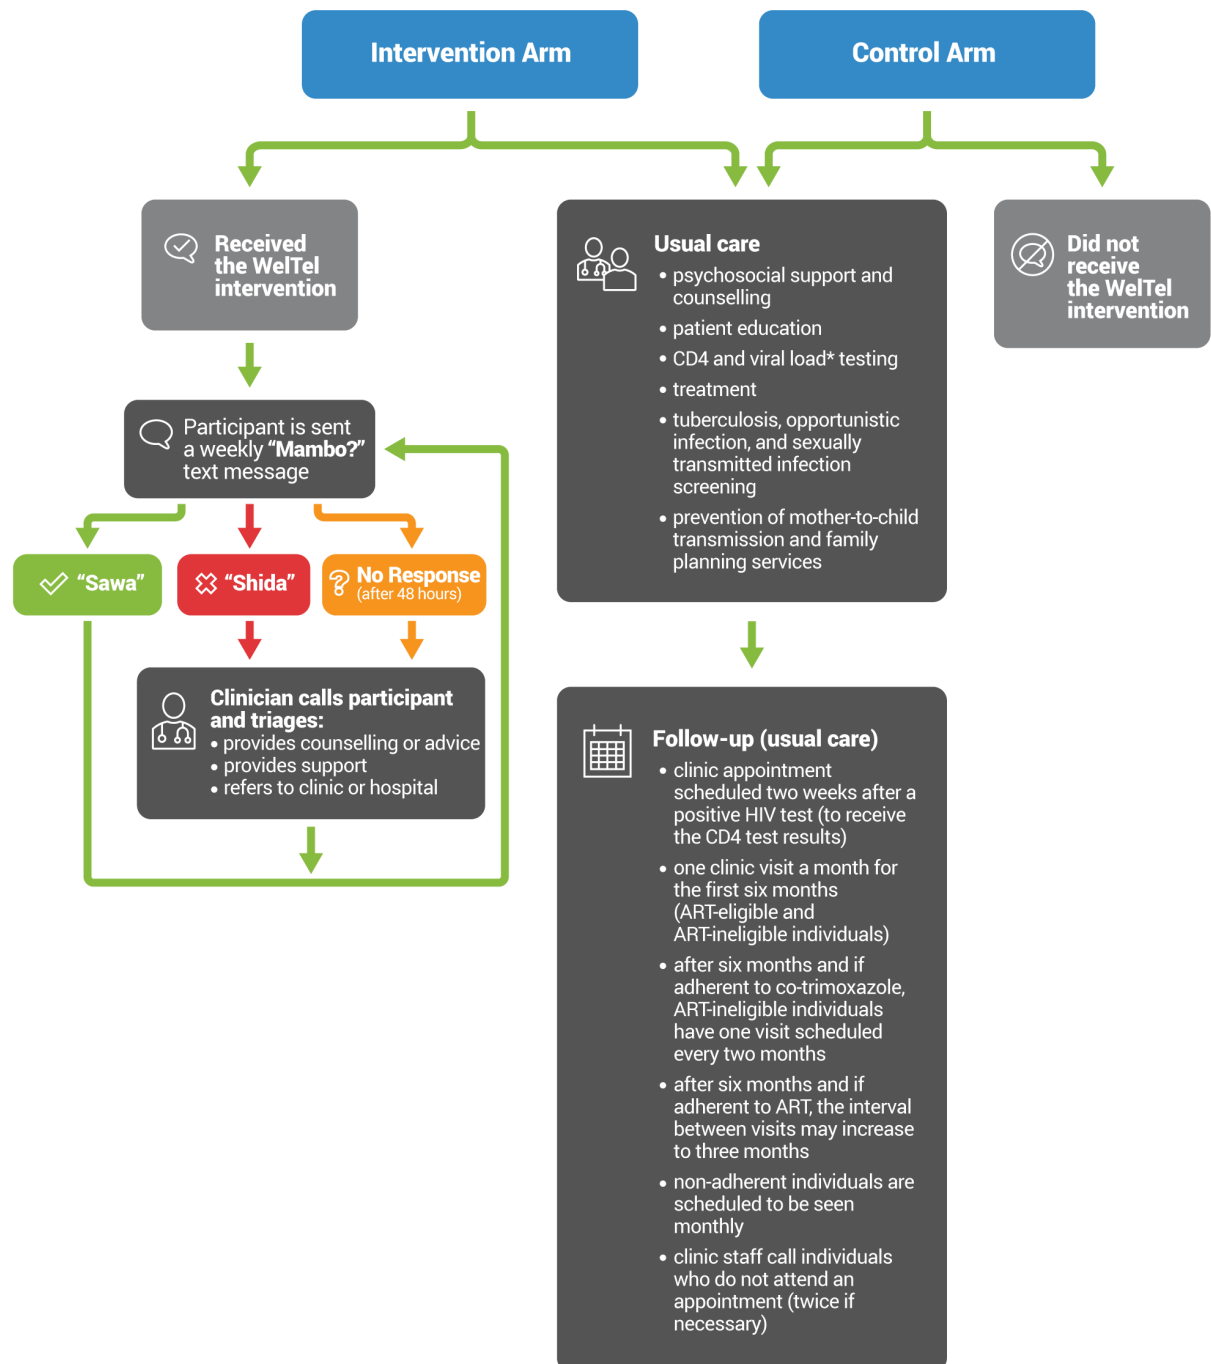 Intervention Arm
Control Arm
Received
the WelTel
intervention
Usual care
• psychosocial support and
counselling
• patient education
• CD4 and viral load* testing
• treatment
• tuberculosis, opportunistic
infection, and sexually
transmitted infection
screening
• prevention of mother-to-child
transmission and family
planning services
Did not
receive
the WelTel
intervention
Participant is sent
a weekly “Mambo?”
text message
“Sawa”
“Shida”
No Response
(after 48 hours)
Clinician calls participant
and triages:
• provides counselling or advice
• provides support
• refers to clinic or hospital
Follow-up (usual care)
• clinic appointment
scheduled two weeks after a
positive HIV test (to receive
the CD4 test results)
• one clinic visit a month for
the first six months
(ART-eligible and
ART-ineligible individuals)
• after six months and if
adherent to co-trimoxazole,
ART-ineligible individuals
have one visit scheduled
every two months
• after six months and if
adherent to ART, the interval
between visits may increase
to three months
• non-adherent individuals are
scheduled to be seen
monthly
• clinic staff call individuals
who do not attend an
appointment (twice if
necessary)